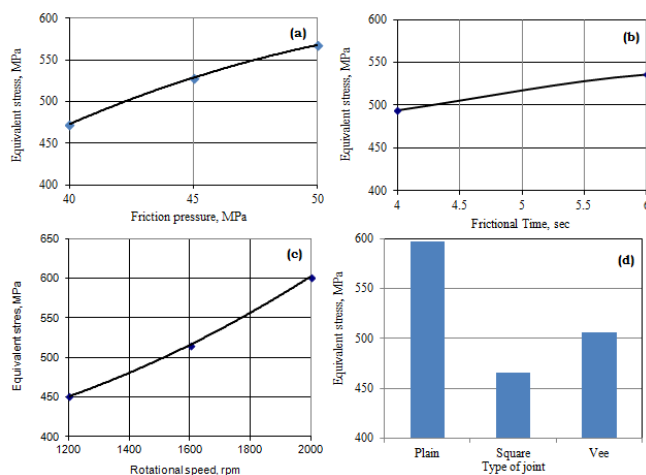 600
(a)
550
500
450
400
40
45
50
Equivalent stress, MPa
Friction pressure, MPa
600
(b)
550
500
450
400
4
4.5
5
5.5
6
Equivalent stress, MPa
Frictional Time, sec
650
(c)
600
550
500
450
400
1200
1400
1600
1800
2000
Equivalent stres, MPa
Rotational speed, rpm
600
(d)
550
500
450
400
Equivalent stress, MPa
Plain
Square
Vee
Type of joint